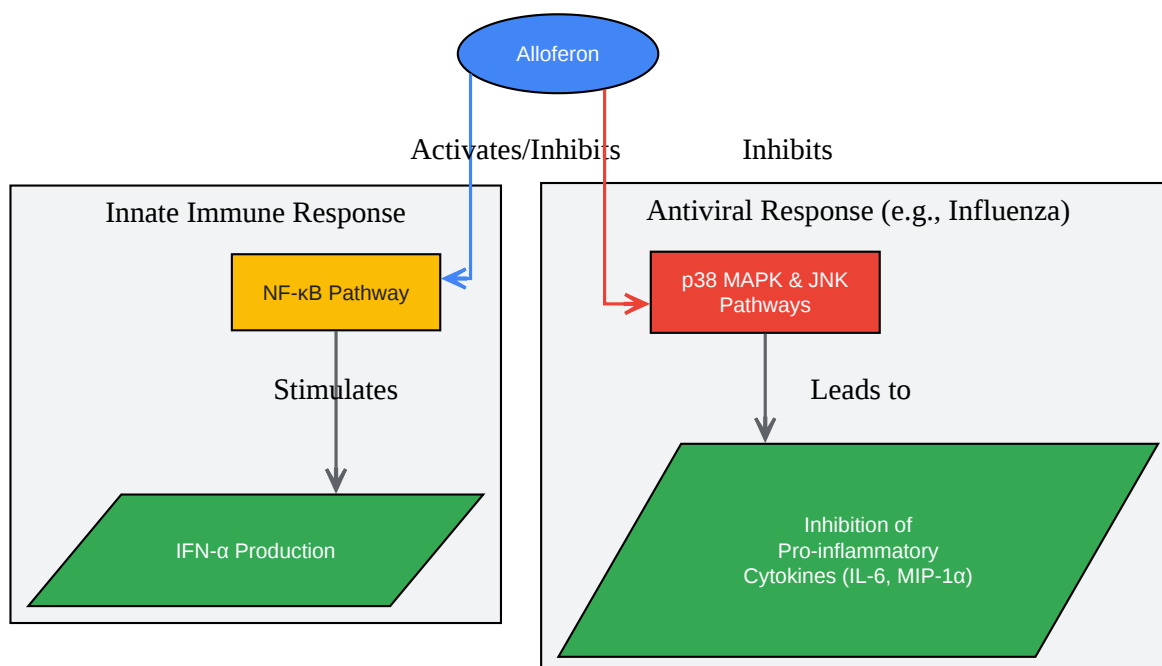 Alloferon
Activates/Inhibits
Inhibits
Innate Immune Response
NF-κB Pathway
Stimulates
IFN-α Production
Antiviral Response (e.g., Influenza)
p38 MAPK & JNK
Pathways
Leads to
Inhibition of
Pro-inflammatory
Cytokines (IL-6, MIP-1α)